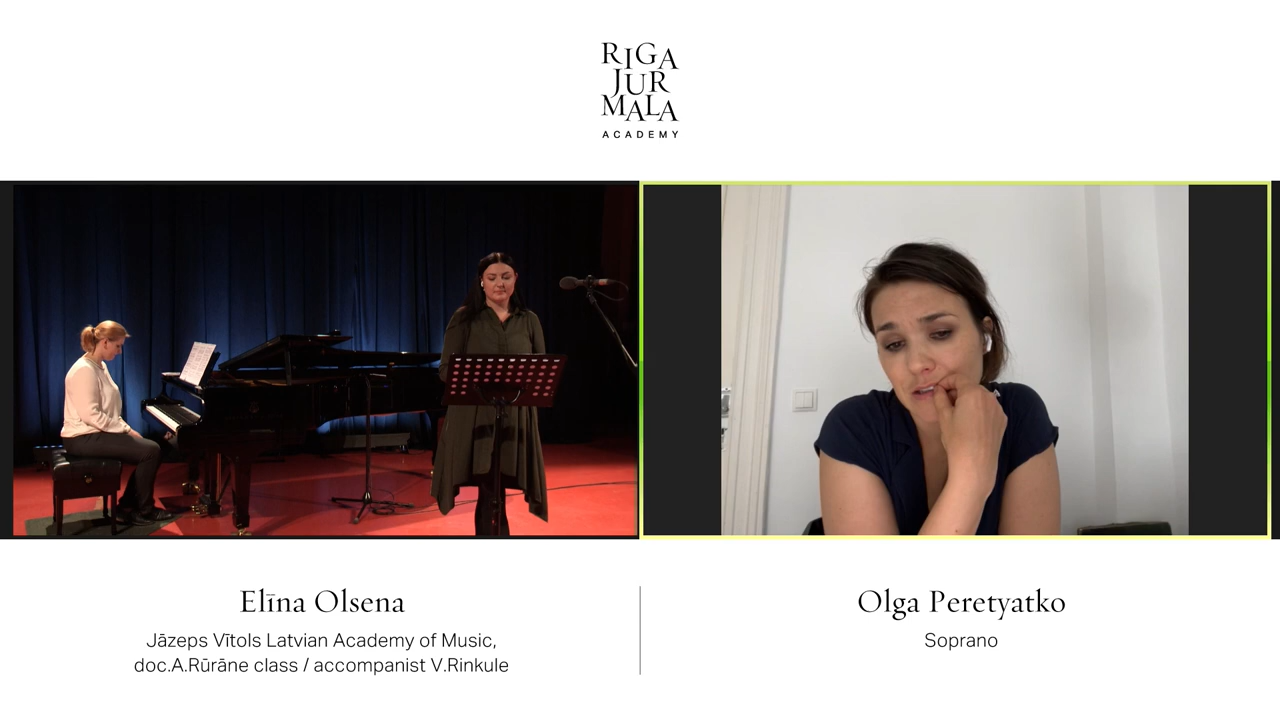 RIGA
JUR
MALA
ACADEMY
Elīna Olsena
Jāzeps Vītols Latvian Academy of Music,
doc.A.Rūrāne class / accompanist V.Rinkule
Olga Peretyatko
Soprano